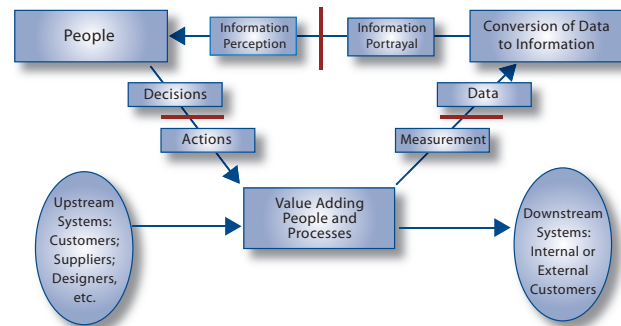 People
Information
Perception
Information
Portrayal
Conversion of Data
to Information
Decisions
Data
Actions
Measurement
Upstream
Systems:
Customers;
Suppliers;
Designers,
etc.
Value Adding
People and
Processes
Downstream
Systems:
Internal or
External
Customers